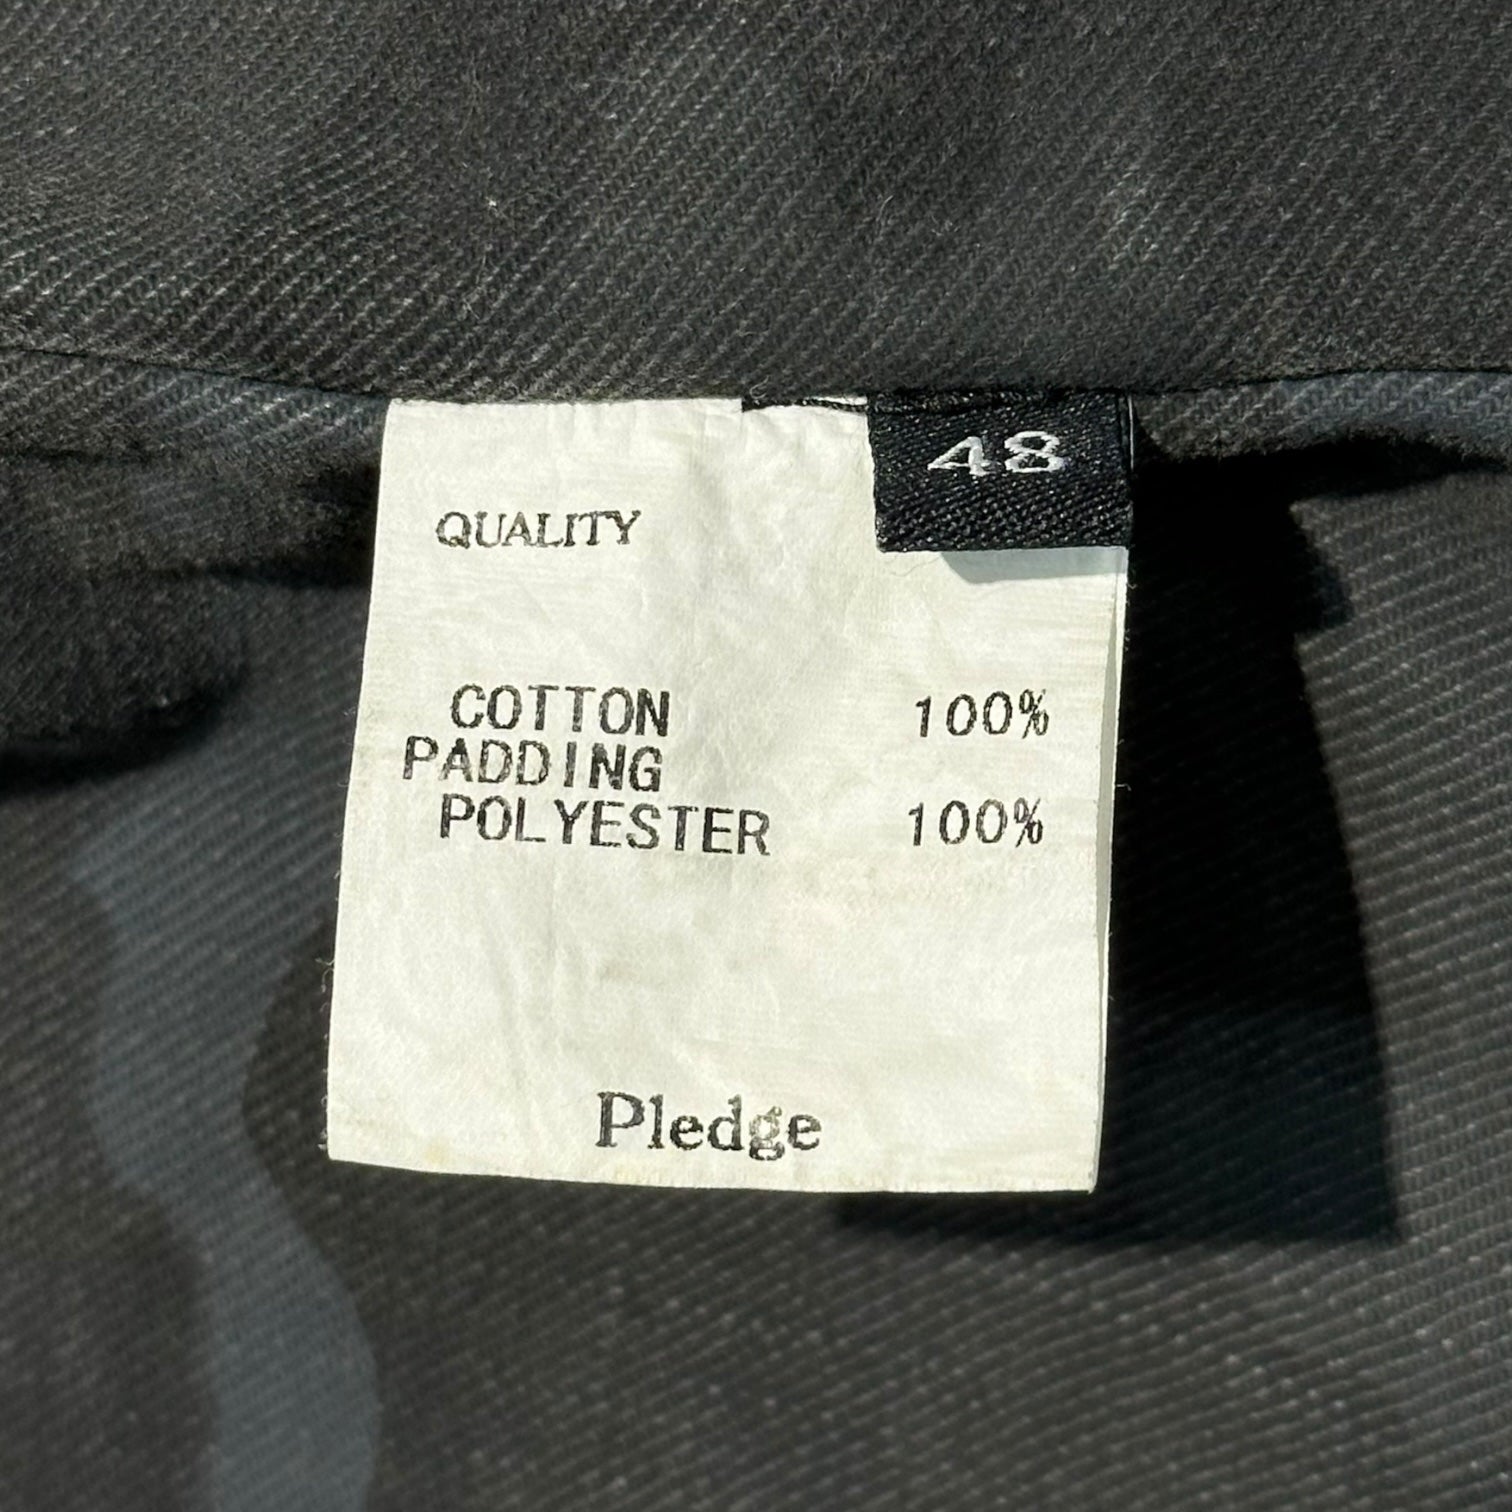 48
QUALITY
COTTON 100%
PADDING
POLYESTER 100%
Pledge